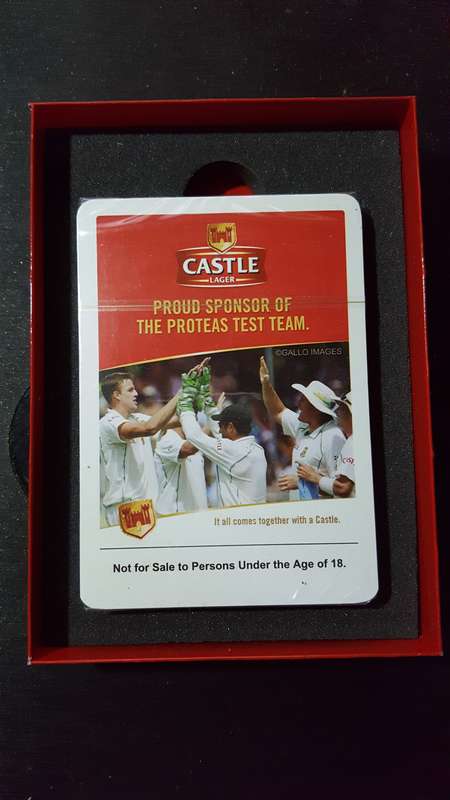 CASTLE
LAGER
PROUD SPONSOR OF
THE PROTEAS TEST TEAM.
©GALLO IMAGES
It all comes together with a Castle.
Not for Sale to Persons Under the Age of 18.